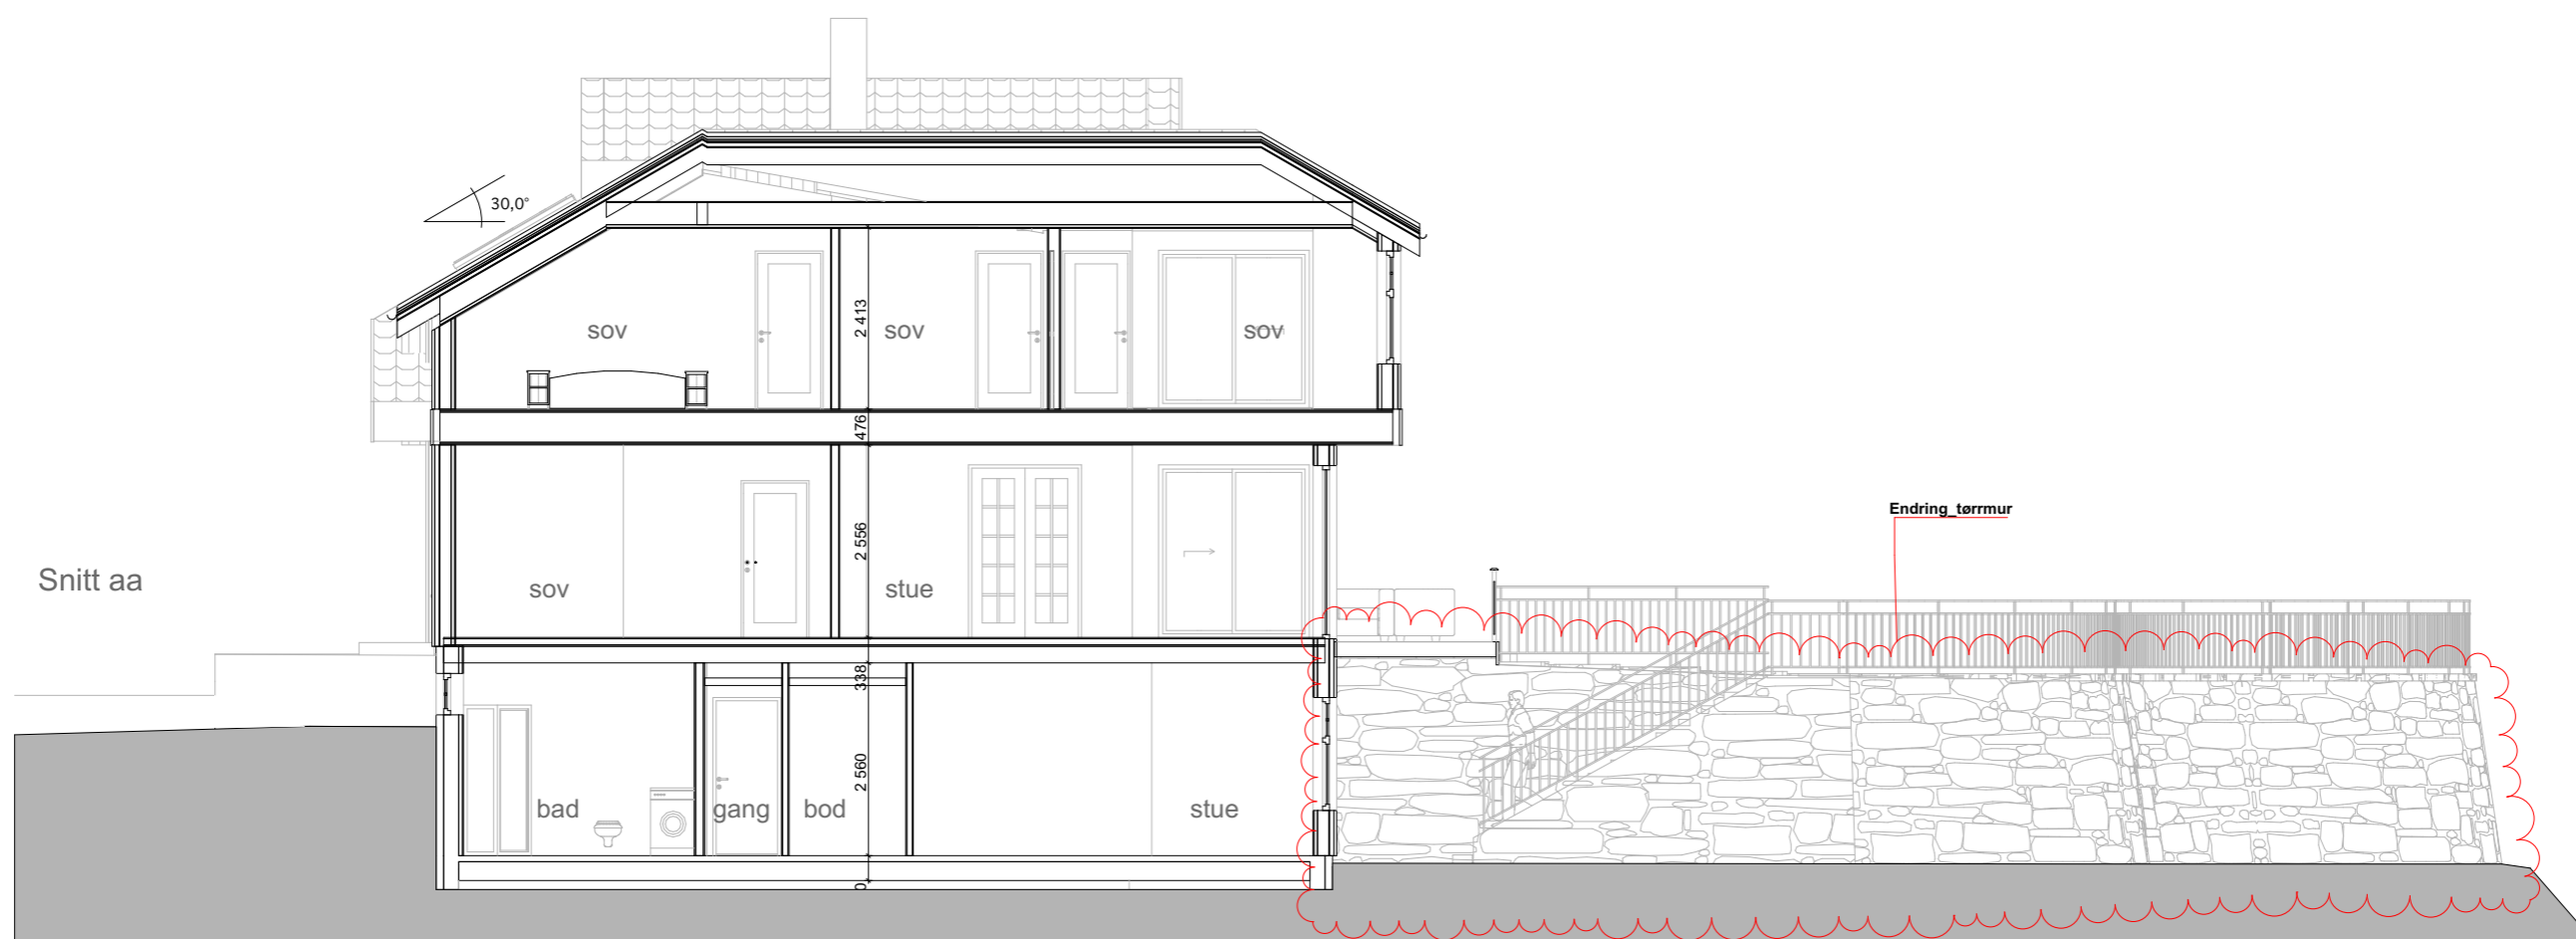 30,0°
sov
sov
sov
2 413
476
Endring_tørrmur
2 556
Snitt aa
sov
stue
338
2 560
bad
gang
bod
stue
0